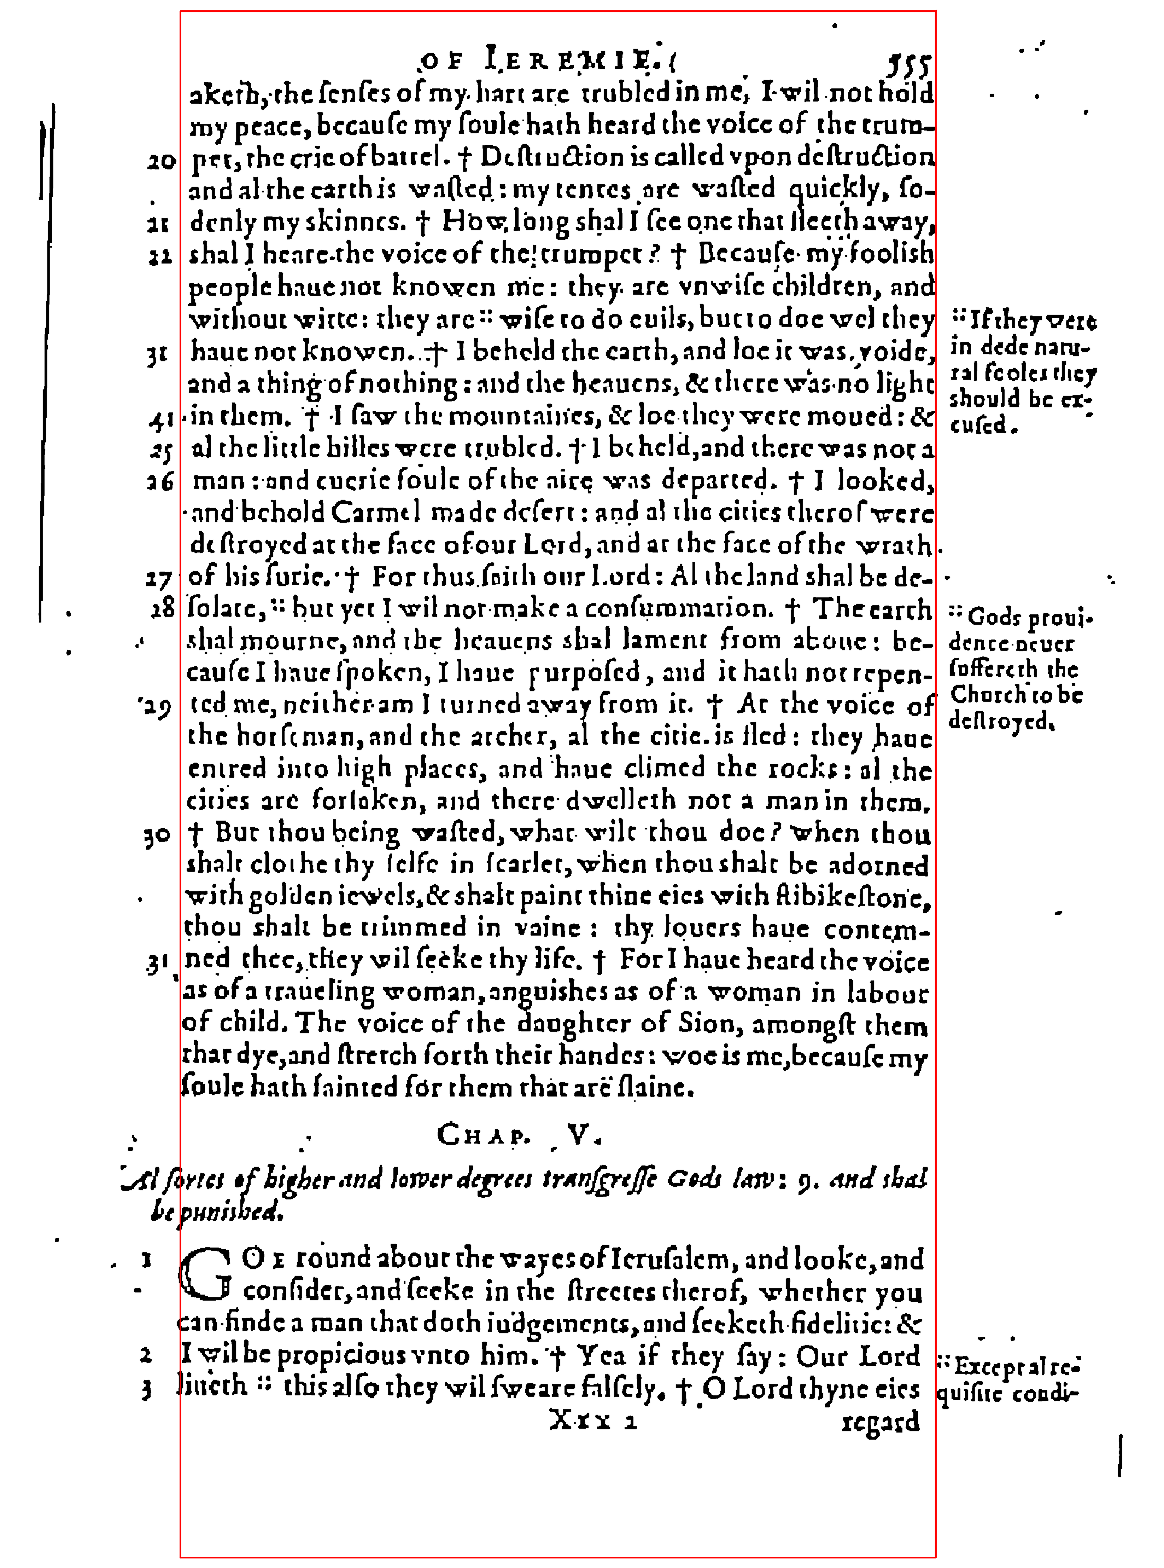 OF IEREMIE. 555
aketh, the ſenſes of my hart are trubled in me, I wil not hold
my peace, becauſe my ſoule hath heard the voice of the trum-
20 pet, the crie of battel. † Deſtruction is called vpon deſtruction
and al the earth is waſted: my tentes are waſted quickly, ſo-
21 denly my skinnes. † How long shal I ſee one that fleeth away,
22 shal I heare the voice of the trumpet? † Becauſe my foolish
people haue not knowen me: they are vnwiſe children, and
without witte: they are :: wiſe to do euils, but to doe wel they
:: If they were
in dede natu-
ral fooles they
should be ex-
cuſed.
31 haue not knowen. † I beheld the earth, and loe it was voide,
and a thing of nothing: and the heauens, & there was no light
41 in them. † I ſaw the mountaines, & loe they were moued: &
25 al the little hilles were trubled. † I beheld, and there was not a
26 man: and euerie foule of the aire was departed. † I looked,
and behold Carmel made deſert: and al the cities therof were
deſtroyed at the face of our Lord, and at the face of the wrath
27 of his furie. † For thus ſaith our Lord: Al the land shal be de-
28 ſolate, :: but yet I wil not make a conſummation. † The earth
:: Gods proui-
dence neuer
ſuffereth the
Church to be
deſtroyed.
shal mourne, and the heauens shal lament from aboue: be-
cauſe I haue ſpoken, I haue purpoſed, and it hath not repen-
29 ted me, neither am I turned away from it. † At the voice of
the horſeman, and the archer, al the citie is fled: they haue
entred into high places, and haue climed the rocks: al the
cities are forſaken, and there dwelleth not a man in them.
30 † But thou being waſted, what wilt thou doe? when thou
shalt clothe thy ſelfe in ſcarlet, when thou shalt be adorned
with golden iewels, & shalt paint thine eies with ſtibikeſtone,
thou shalt be trimmed in vaine: thy louers haue contem-
31 ned thee, they wil ſeeke thy life. † For I haue heard the voice
as of a traueling woman, anguishes as of a woman in labour
of child. The voice of the daughter of Sion, amongſt them
that dye, and ſtretch forth their handes: woe is me, becauſe my
ſoule hath fainted for them that are ſlaine.
CHAP. V.
Al ſortes of higher and lower degrees tranſgreſſe Gods law: 9. and shal
be punished.
1 GOE round about the wayes of Ieruſalem, and looke, and
conſider, and ſeeke in the ſtreetes therof, whether you
can finde a man that doth iudgements, and ſeeketh fidelitie: &
2 I wil be propicious vnto him. † Yea if they ſay: Our Lord
3 liueth :: this alſo they wil ſweare falſely. † O Lord thyne eies
:: Except al re-
quiſite condi-
Xxx 2 regard